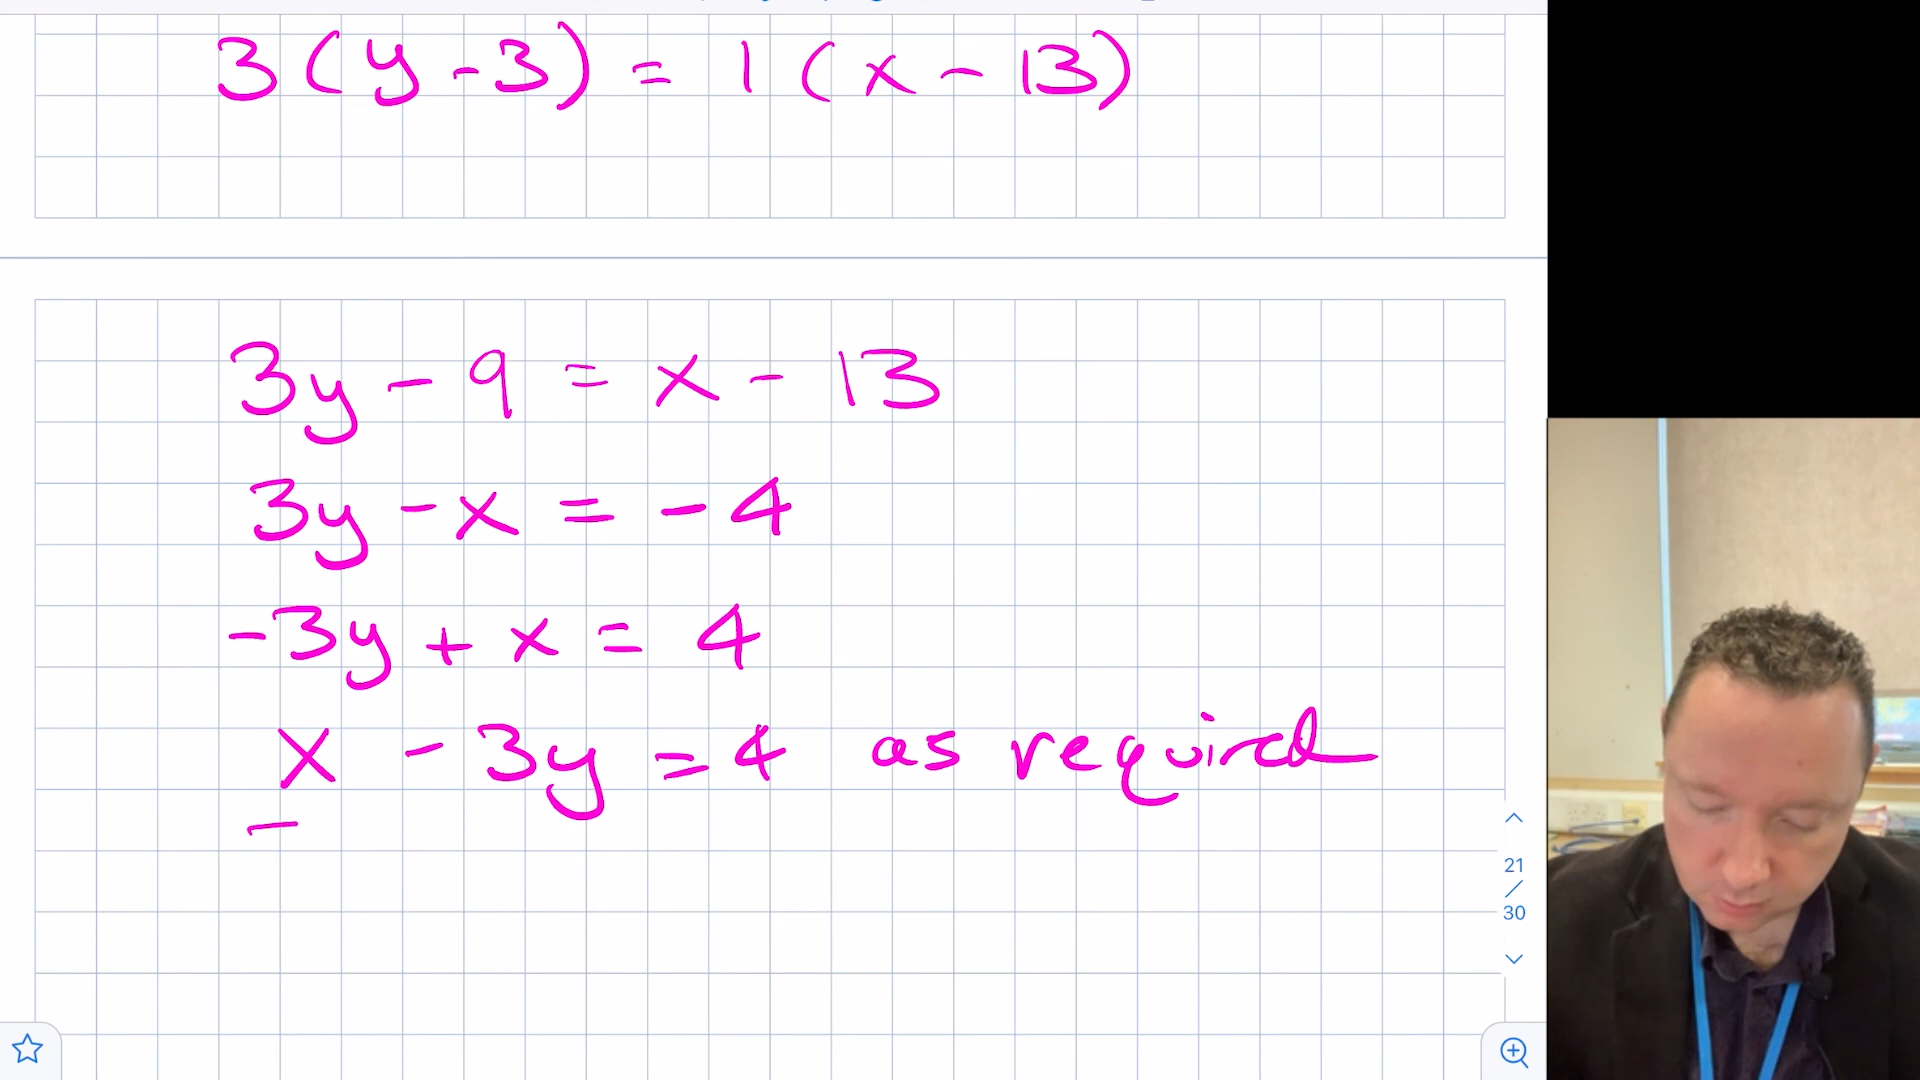 3(y-3) = 1(x-13)
3y - 9 = x - 13
3y - x = -4
-3y + x = 4
x - 3y = 4 as required
21
/
30